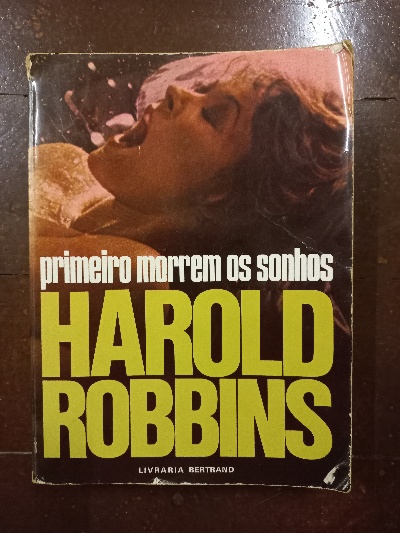 primeiro morrem os sonhos
HAROLD
ROBBINS
LIVRARIA BERTRAND